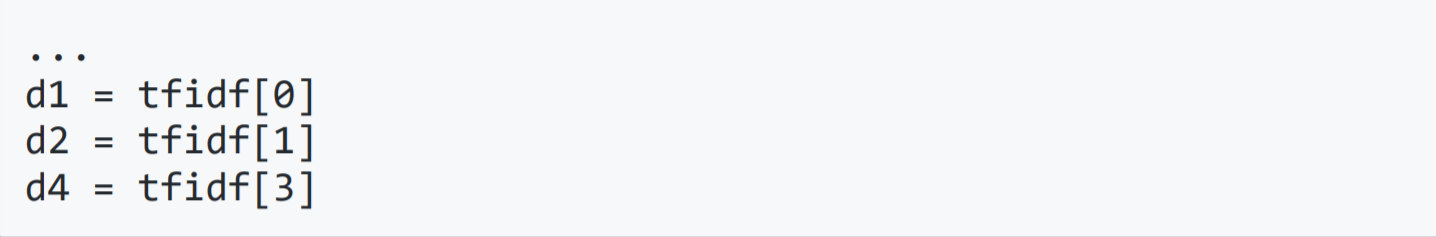 ...
d1 = tfidf[0]
d2 = tfidf[1]
d4 = tfidf[3]